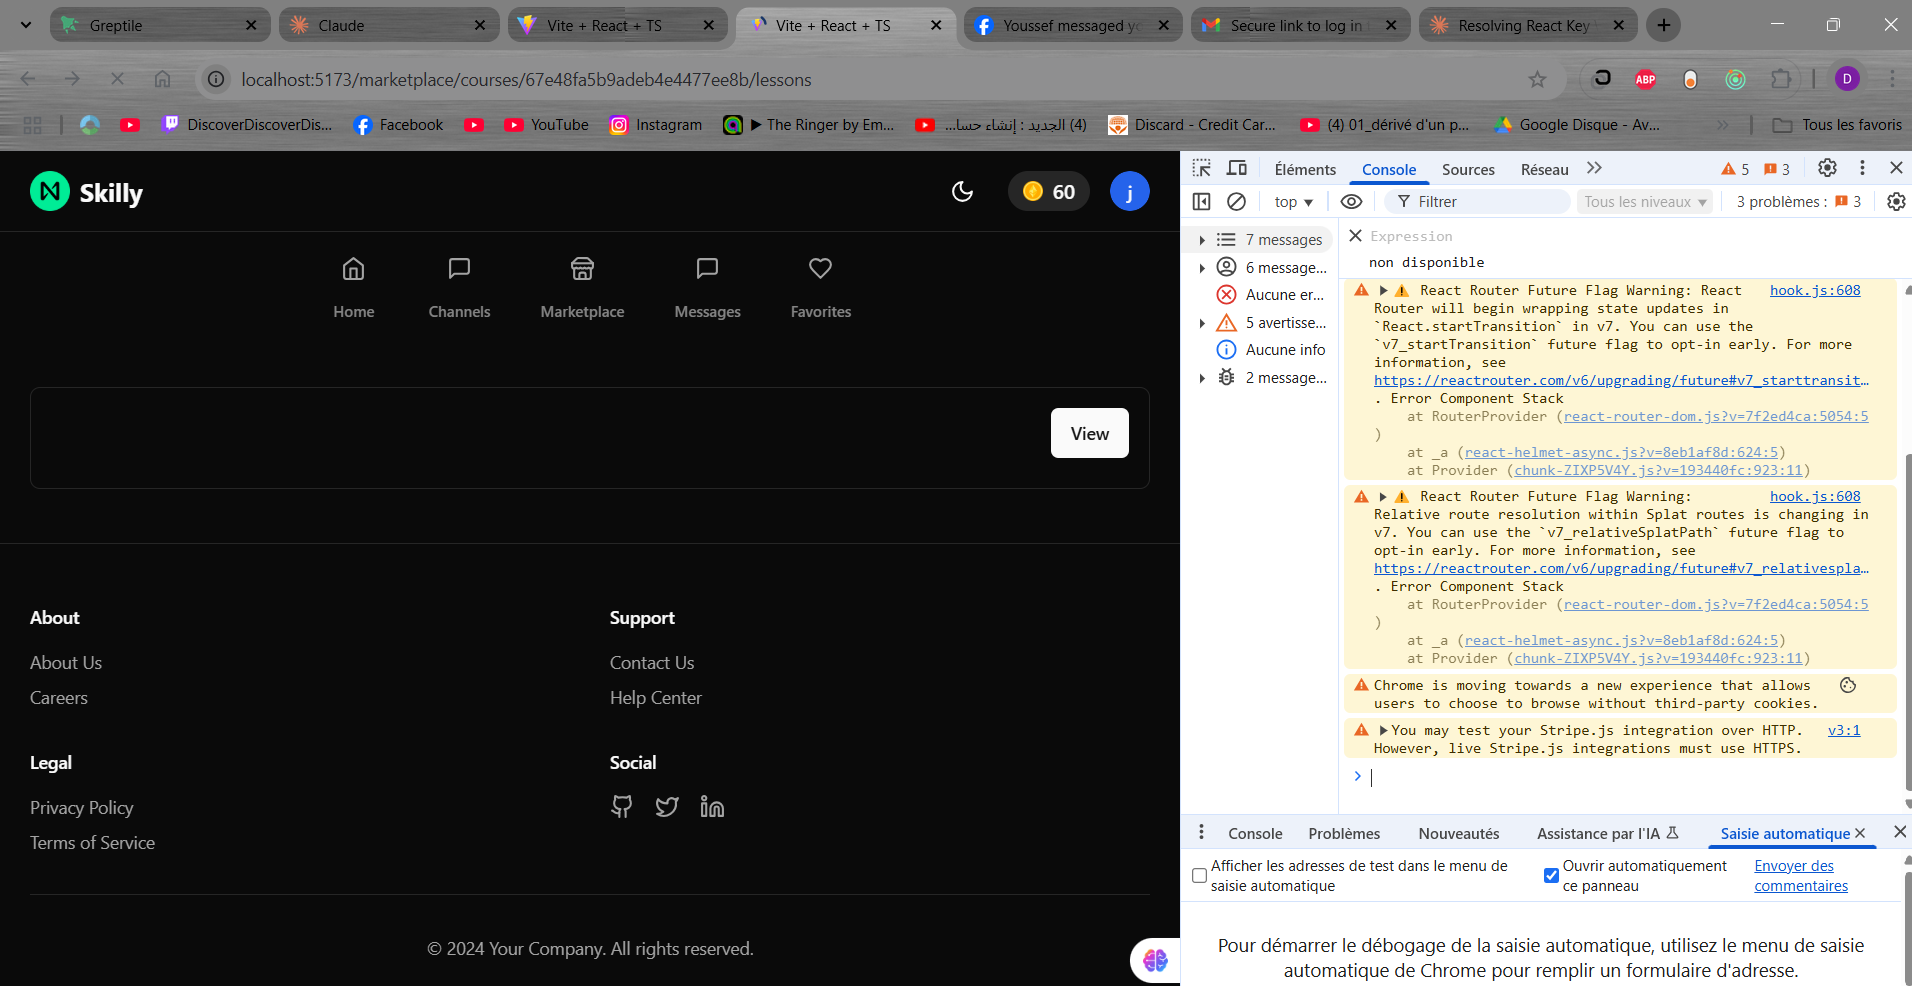 Greptile
Claude
Vite + React + TS
Vite + React + TS
Youssef messaged yo
Secure link to log in
Resolving React Key
localhost:5173/marketplace/courses/67e48fa5b9adeb4e4477ee8b/lessons
ABP
D
DiscoverDiscoverDis...
Facebook
YouTube
Instagram
▶ The Ringer by Em...
(4) الجديد : إنشاء حسا...
Discard - Credit Car...
(4) 01_dérivé d'un p...
Google Disque - Av...
Tous les favoris
Skilly
60
j
Home
Channels
Marketplace
Messages
Favorites
View
About
About Us
Careers
Support
Contact Us
Help Center
Legal
Privacy Policy
Terms of Service
Social
© 2024 Your Company. All rights reserved.
Éléments
Console
Sources
Réseau
5
3
top ▼
Filtrer
Tous les niveaux ▼
3 problèmes : 3
7 messages
6 message...
Aucune er...
5 avertisse...
Aucune info
2 message...
Expression
non disponible
React Router Future Flag Warning: React hook.js:608
Router will begin wrapping state updates in
`React.startTransition` in v7. You can use the
`v7_startTransition` future flag to opt-in early. For more
information, see
https://reactrouter.com/v6/upgrading/future#v7_starttransit...
. Error Component Stack
at RouterProvider (react-router-dom.js?v=7f2ed4ca:5054:5
)
at _a (react-helmet-async.js?v=8eb1af8d:624:5)
at Provider (chunk-ZIXP5V4Y.js?v=193440fc:923:11)
React Router Future Flag Warning: hook.js:608
Relative route resolution within Splat routes is changing in
v7. You can use the `v7_relativeSplatPath` future flag to
opt-in early. For more information, see
https://reactrouter.com/v6/upgrading/future#v7_relativespla...
. Error Component Stack
at RouterProvider (react-router-dom.js?v=7f2ed4ca:5054:5
)
at _a (react-helmet-async.js?v=8eb1af8d:624:5)
at Provider (chunk-ZIXP5V4Y.js?v=193440fc:923:11)
Chrome is moving towards a new experience that allows
users to choose to browse without third-party cookies.
You may test your Stripe.js integration over HTTP. v3:1
However, live Stripe.js integrations must use HTTPS.
Console
Problèmes
Nouveautés
Assistance par l'IA
Saisie automatique
Afficher les adresses de test dans le menu de
saisie automatique
Ouvrir automatiquement
ce panneau
Envoyer des
commentaires
Pour démarrer le débogage de la saisie automatique, utilisez le menu de saisie
automatique de Chrome pour remplir un formulaire d'adresse.